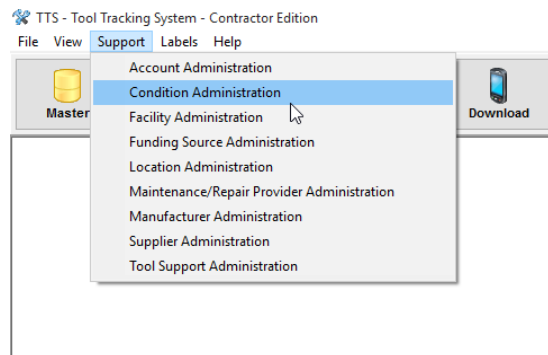 TTS - Tool Tracking System - Contractor Edition
File View Support Labels Help
Account Administration
Condition Administration
Facility Administration
Funding Source Administration
Location Administration
Maintenance/Repair Provider Administration
Manufacturer Administration
Supplier Administration
Tool Support Administration
Master
Download